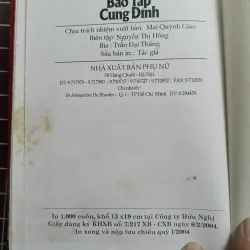 Bão Táp
Cung Đình
Chịu trách nhiệm xuất bản: Mai Quỳnh Giao
Biên tập: Nguyễn Thị Hồng
Bìa: Trần Đại Thắng
Sửa bản in: Tác giả
NHÀ XUẤT BẢN PHỤ NỮ
39 Hàng Chuối - Hà Nội
Chi nhánh:
16 Alexandre De Rhodes - Q.1 - TP Hồ Chí Minh
In 1.000 cuốn, khổ 13 x19 cm tại Công ty Hữu Nghị
Giấy đăng ký KHXB số 7/217 XB - CXB ngày 6/2/2004.
In xong và nộp lưu chiểu quý I/2004